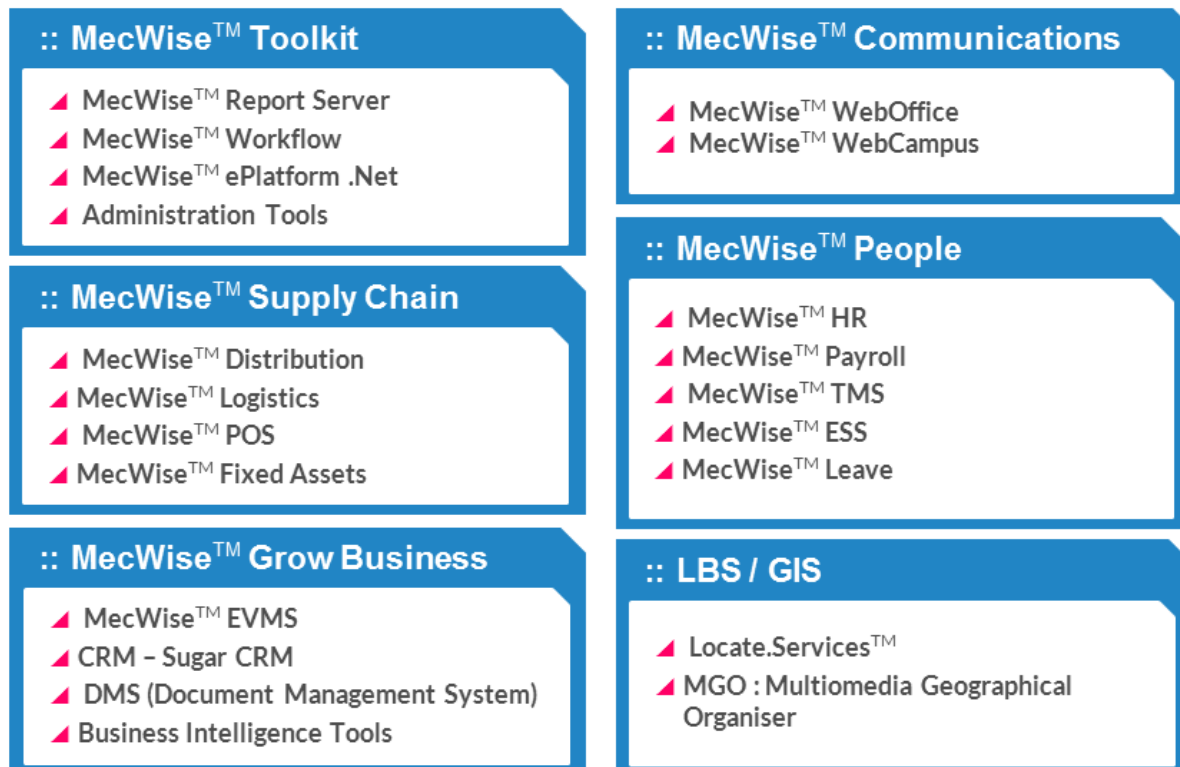 :: MecWise™ Toolkit
MecWise™ Report Server
MecWise™ Workflow
MecWise™ ePlatform .Net
Administration Tools
:: MecWise™ Supply Chain
MecWise™ Distribution
MecWise™ Logistics
MecWise™ POS
MecWise™ Fixed Assets
:: MecWise™ Grow Business
MecWise™ EVMS
CRM – Sugar CRM
DMS (Document Management System)
Business Intelligence Tools
:: MecWise™ Communications
MecWise™ WebOffice
MecWise™ WebCampus
:: MecWise™ People
MecWise™ HR
MecWise™ Payroll
MecWise™ TMS
MecWise™ ESS
MecWise™ Leave
:: LBS / GIS
Locate.Services™
MGO : Multiomedia Geographical
Organiser